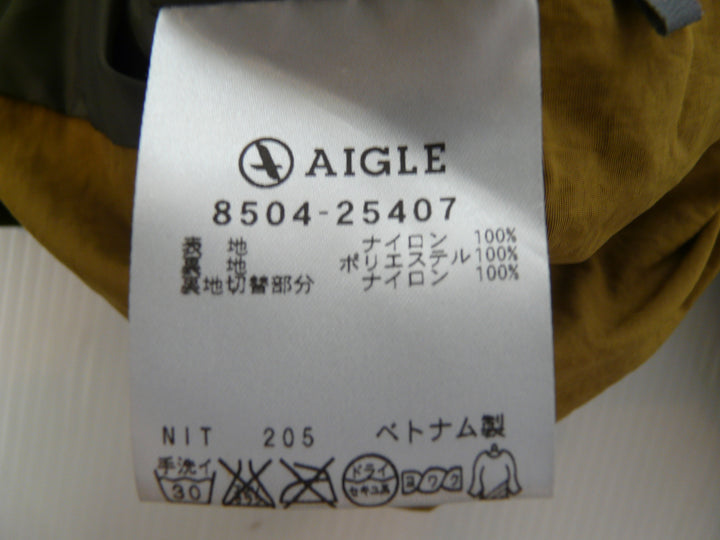 AIGLE
8504-25407
表 地 ナイロン 100%
裏 地 ポリエステル 100%
裏地切替部分 ナイロン 100%
NIT 205 ベトナム製
手洗イ
30
ドライ
セキユ系
ヨワク